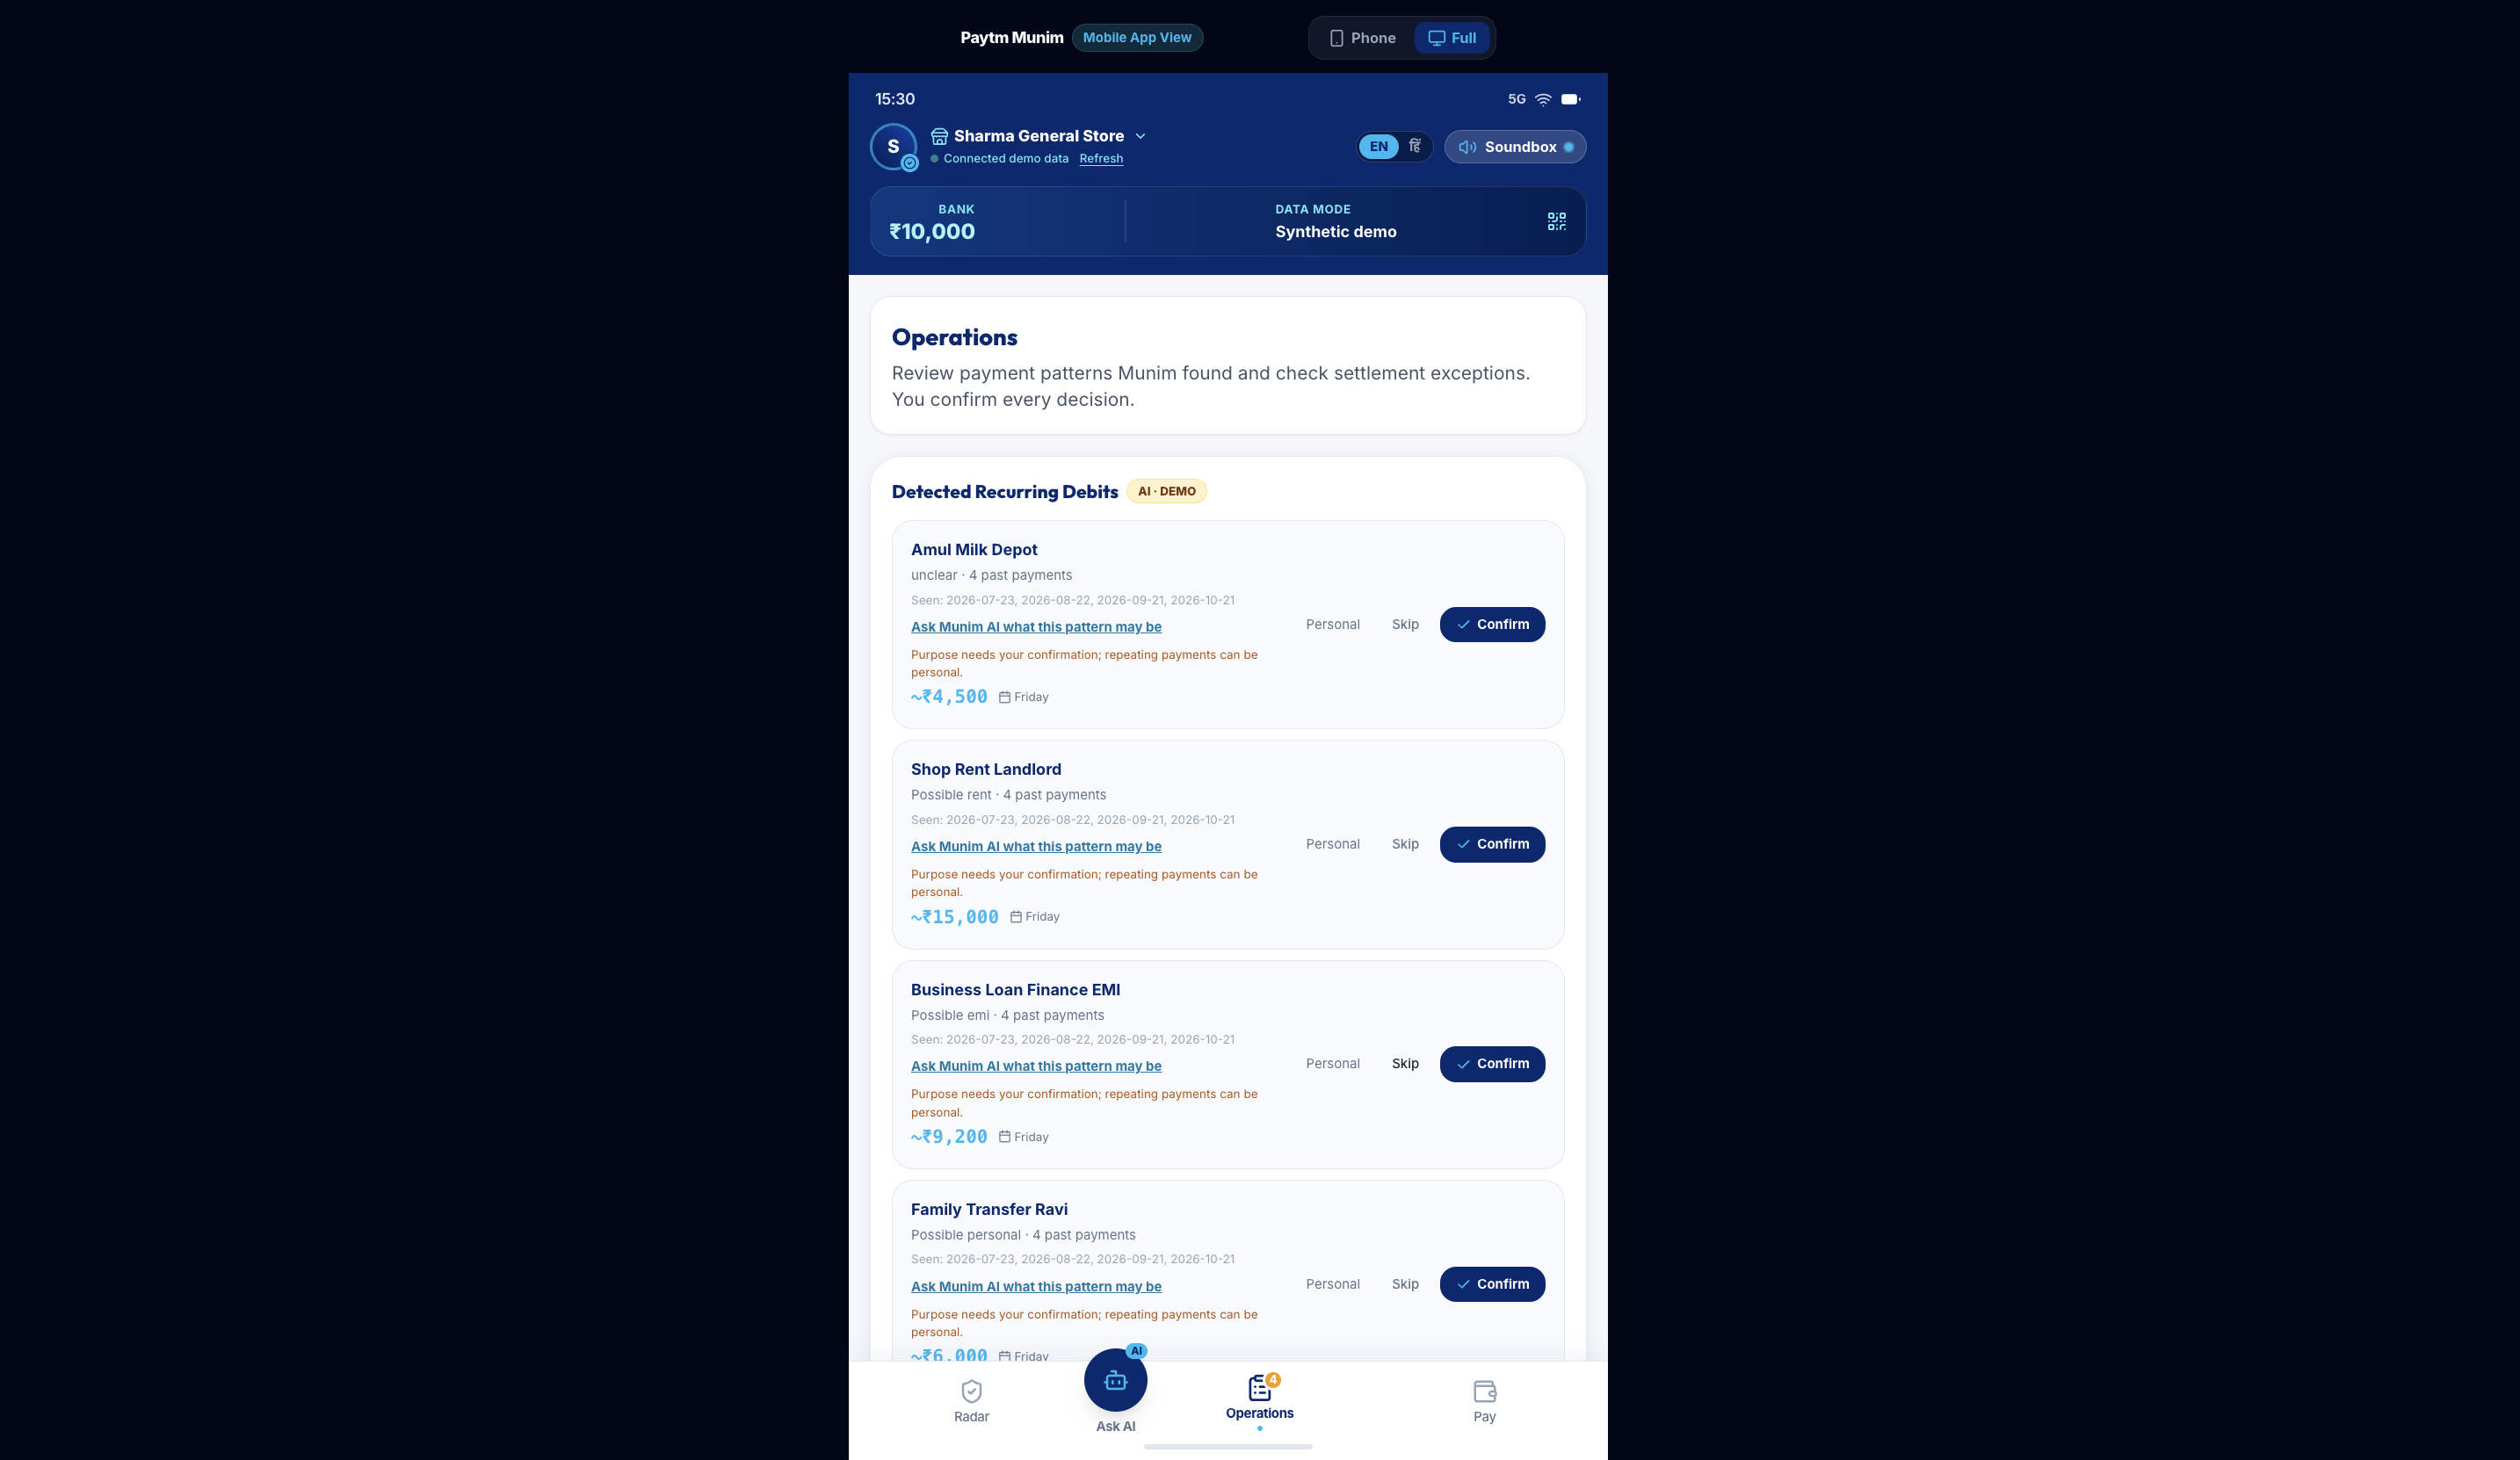 Paytm Munim
Mobile App View
Phone
Full
15:30
5G
S
Sharma General Store
Connected demo data Refresh
EN
हिं
Soundbox
BANK
₹10,000
DATA MODE
Synthetic demo
Operations
Review payment patterns Munim found and check settlement exceptions.
You confirm every decision.
Detected Recurring Debits
AI · DEMO
Amul Milk Depot
unclear · 4 past payments
Seen: 2026-07-23, 2026-08-22, 2026-09-21, 2026-10-21
Ask Munim AI what this pattern may be
Purpose needs your confirmation; repeating payments can be
personal.
~₹4,500 Friday
Personal Skip Confirm
Shop Rent Landlord
Possible rent · 4 past payments
Seen: 2026-07-23, 2026-08-22, 2026-09-21, 2026-10-21
Ask Munim AI what this pattern may be
Purpose needs your confirmation; repeating payments can be
personal.
~₹15,000 Friday
Personal Skip Confirm
Business Loan Finance EMI
Possible emi · 4 past payments
Seen: 2026-07-23, 2026-08-22, 2026-09-21, 2026-10-21
Ask Munim AI what this pattern may be
Purpose needs your confirmation; repeating payments can be
personal.
~₹9,200 Friday
Personal Skip Confirm
Family Transfer Ravi
Possible personal · 4 past payments
Seen: 2026-07-23, 2026-08-22, 2026-09-21, 2026-10-21
Ask Munim AI what this pattern may be
Purpose needs your confirmation; repeating payments can be
personal.
~₹6,000 Friday
Personal Skip Confirm
Radar
AI
Ask AI
4
Operations
Pay